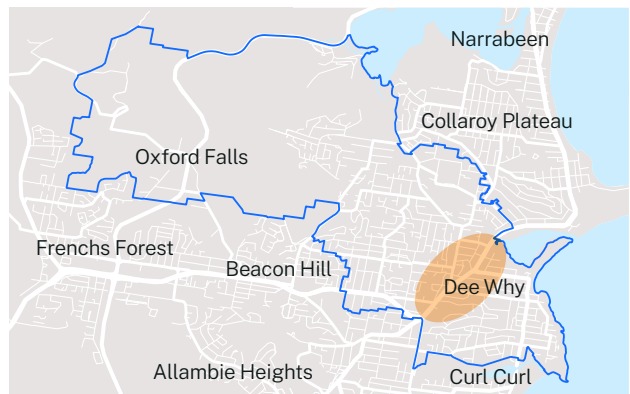 Narrabeen
Collaroy Plateau
Oxford Falls
Frenchs Forest
Beacon Hill
Dee Why
Allambie Heights
Curl Curl